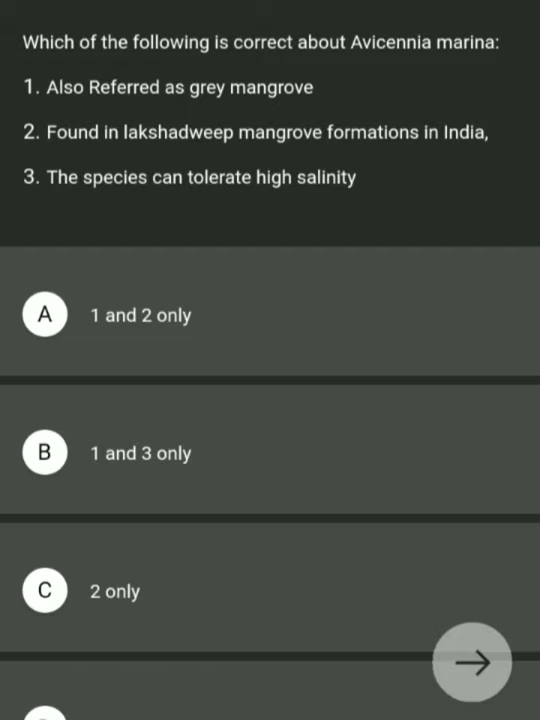 Which of the following is correct about Avicennia marina:
1. Also Referred as grey mangrove
2. Found in lakshadweep mangrove formations in India,
3. The species can tolerate high salinity
A 1 and 2 only
B 1 and 3 only
C 2 only